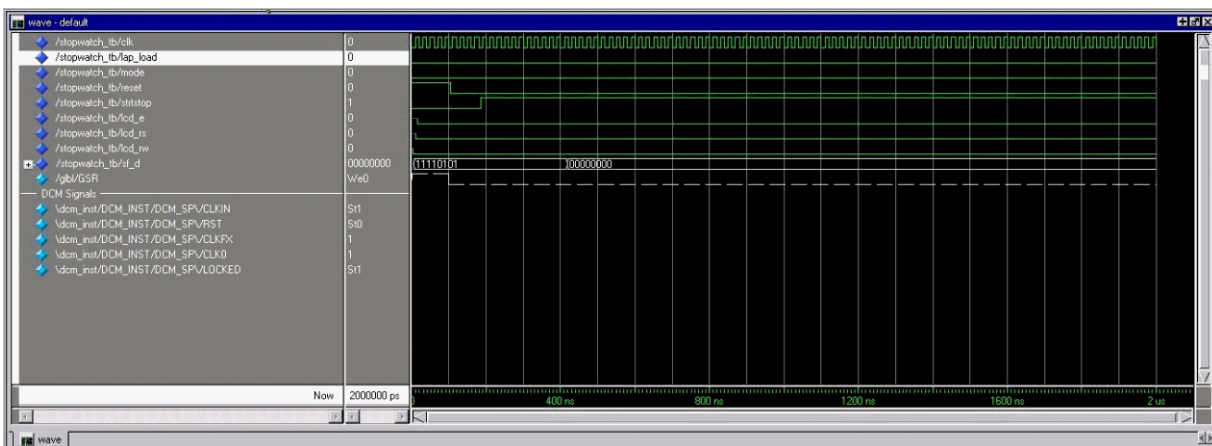 wave - default
/stopwatch_tb/clk 0
/stopwatch_tb/lap_load 0
/stopwatch_tb/mode 0
/stopwatch_tb/reset 0
/stopwatch_tb/strtstop 1
/stopwatch_tb/lcd_e 0
/stopwatch_tb/lcd_rs 0
/stopwatch_tb/lcd_rw 0
/stopwatch_tb/sf_d 00000000 11110101 00000000
/glbl/GSR We0
DCM Signals
\dcm_inst/DCM_INST/DCM_SP\/CLKIN St1
\dcm_inst/DCM_INST/DCM_SP\/RST St0
\dcm_inst/DCM_INST/DCM_SP\/CLKFX 1
\dcm_inst/DCM_INST/DCM_SP\/CLK0 1
\dcm_inst/DCM_INST/DCM_SP\/LOCKED St1
Now 2000000 ps 400 ns 800 ns 1200 ns 1600 ns 2 us
wave